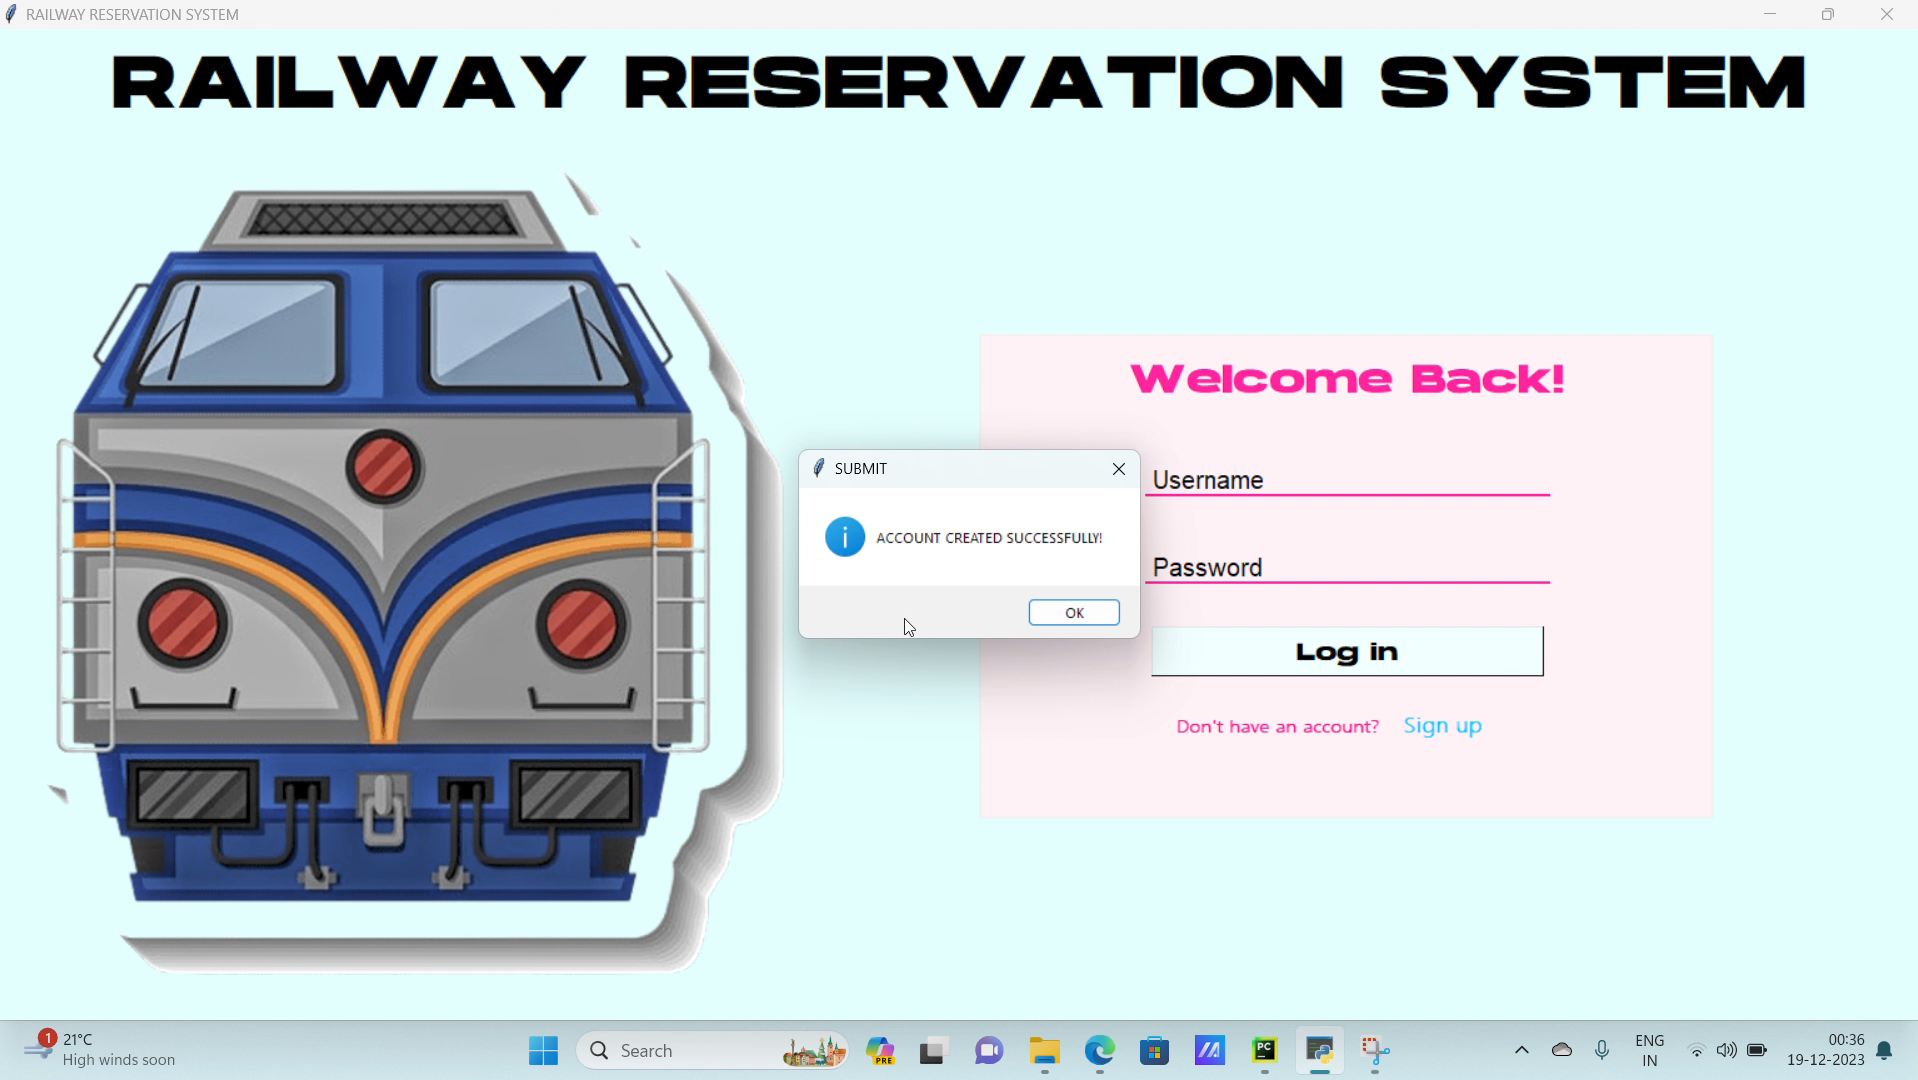 RAILWAY RESERVATION SYSTEM
RAILWAY RESERVATION SYSTEM
Welcome Back!
SUBMIT
Username
ACCOUNT CREATED SUCCESSFULLY!
Password
OK
Log in
Don't have an account? Sign up
1
21°C
High winds soon
Search
PRE
PC
ENG
IN
00:36
19-12-2023